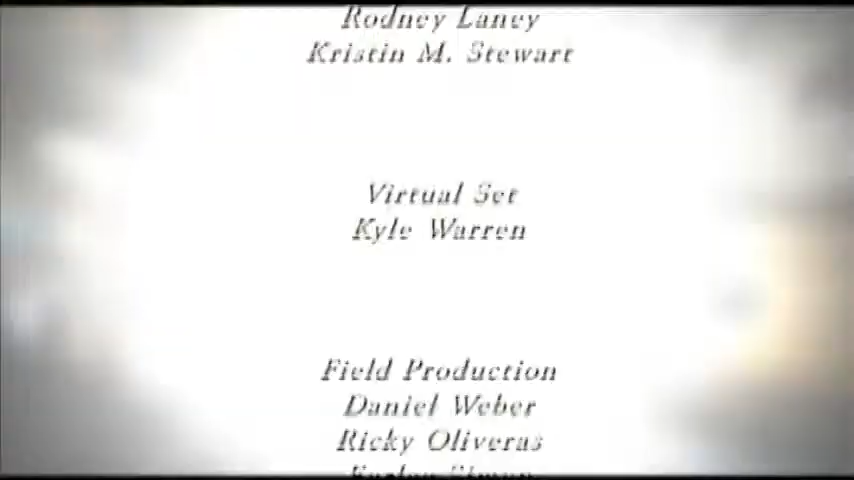 Rodney Laney
Kristin M. Stewart
Virtual Set
Kyle Warren
Field Production
Daniel Weber
Ricky Oliveras